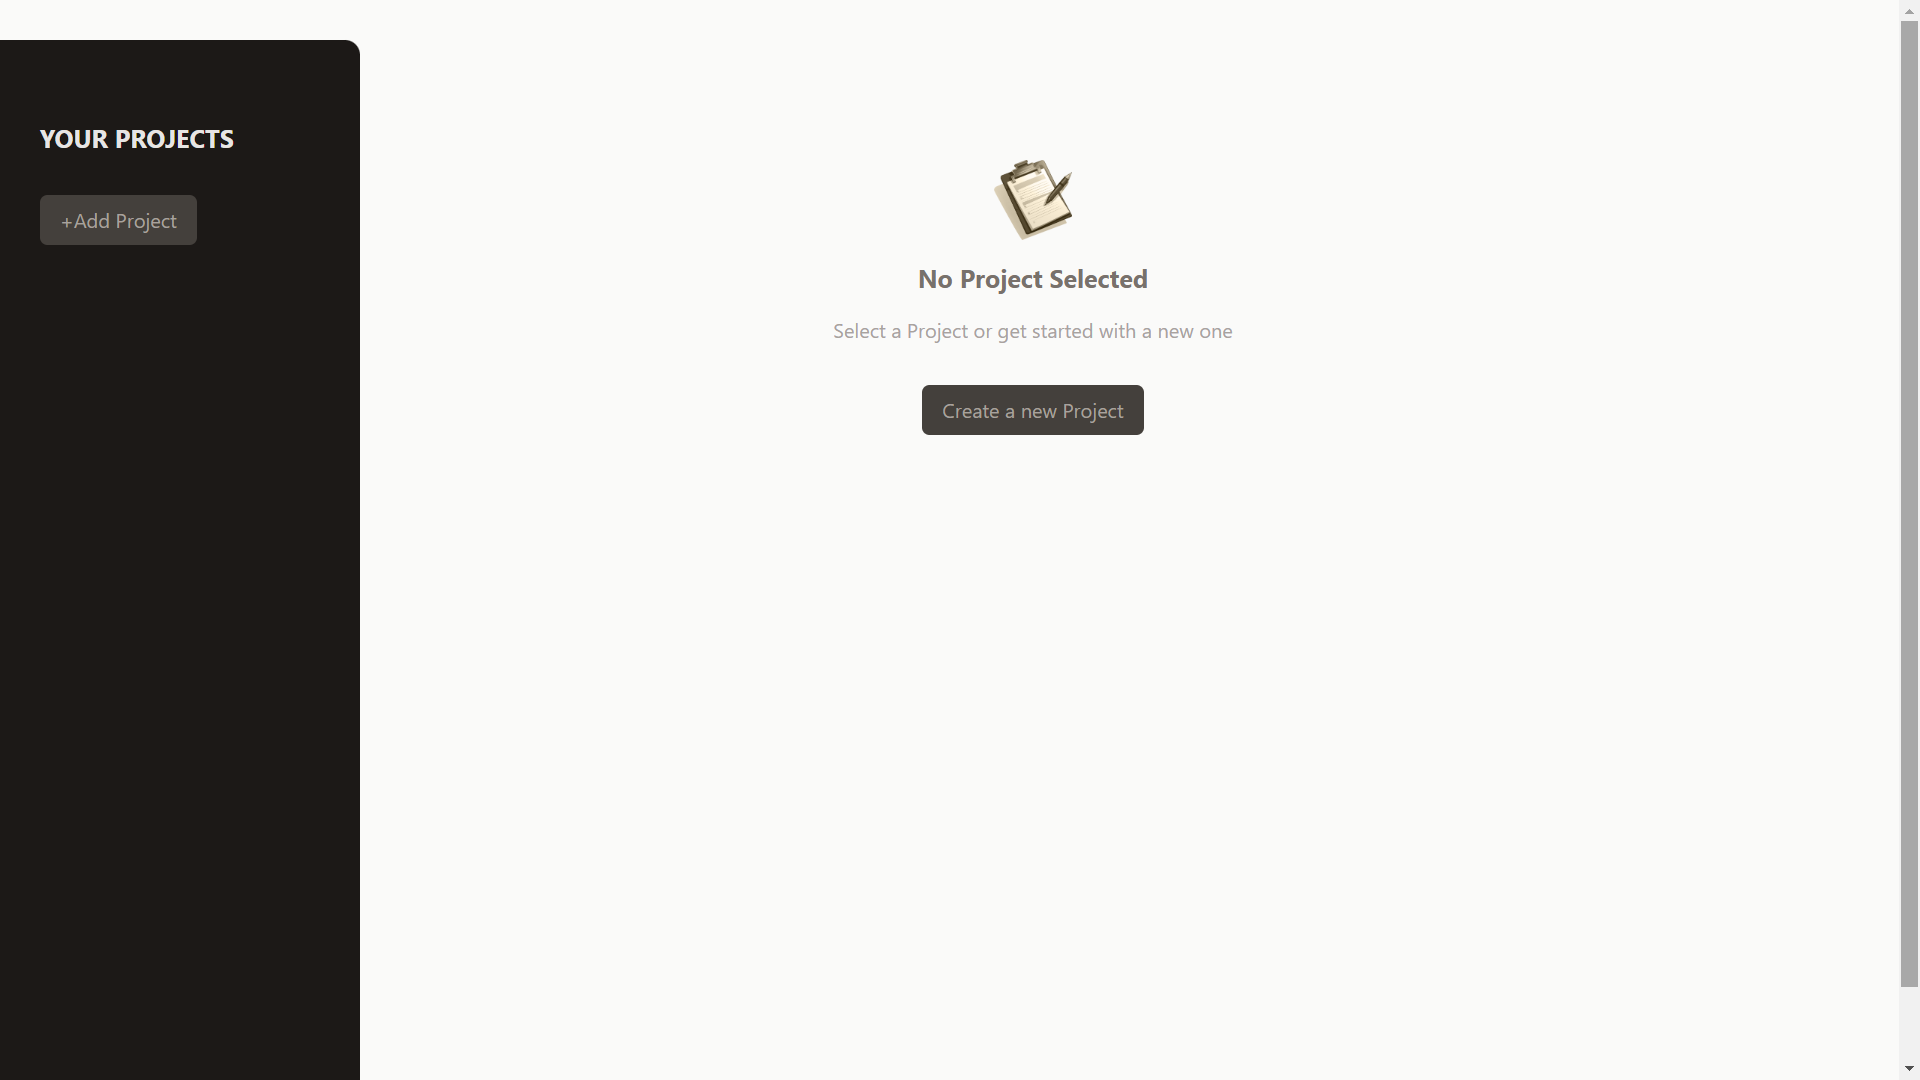 YOUR PROJECTS
+Add Project
No Project Selected
Select a Project or get started with a new one
Create a new Project